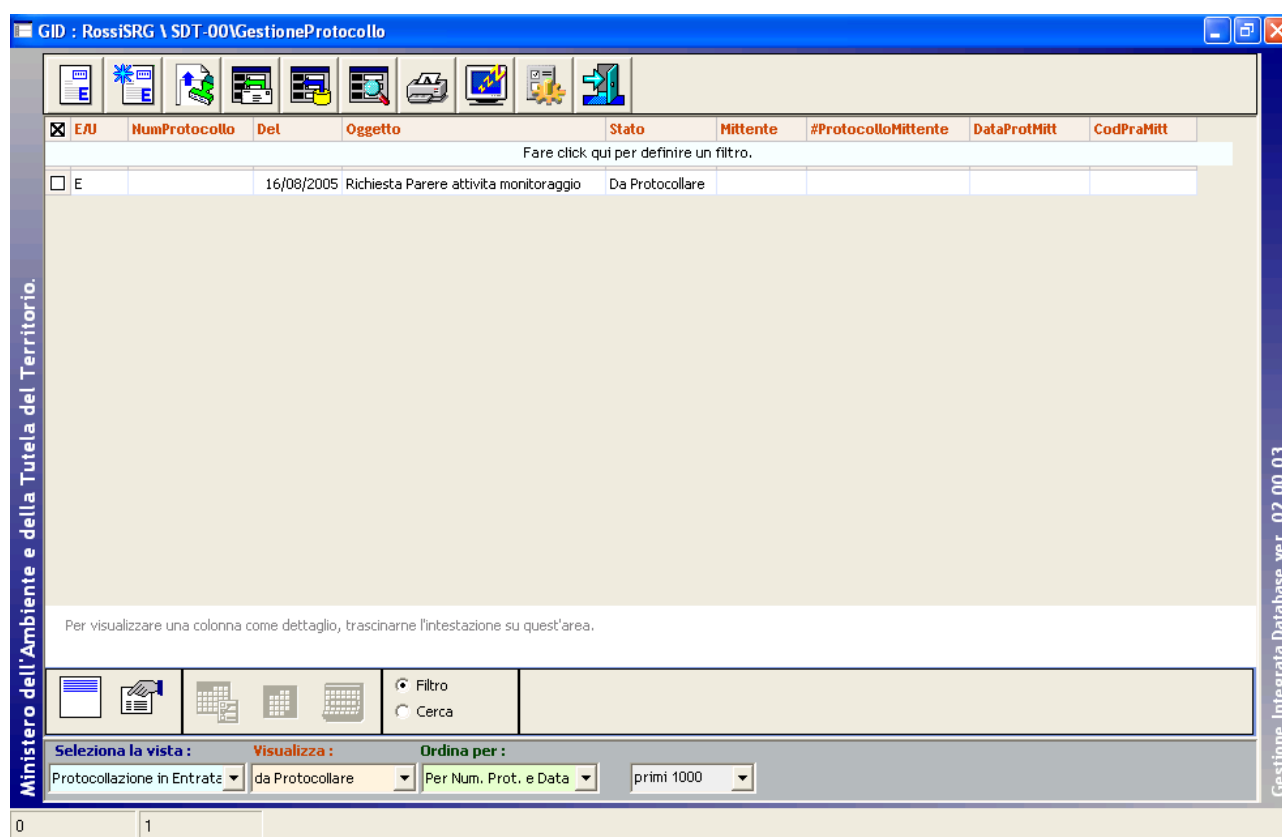 GID : RossiSRG \ SDT-00\GestioneProtocollo
E E
E/U NumProtocollo Del Oggetto Stato Mittente #ProtocolloMittente DataProtMitt CodPraMitt
Fare click qui per definire un filtro.
E 16/08/2005 Richiesta Parere attivita monitoraggio Da Protocollare
Per visualizzare una colonna come dettaglio, trascinarne l'intestazione su quest'area.
Filtro
Cerca
Seleziona la vista : Visualizza : Ordina per :
Protocollazione in Entrata da Protocollare Per Num. Prot. e Data primi 1000
0 1
Ministero dell'Ambiente e della Tutela del Territorio.
Gestione Integrata Database ver. 02.00.03